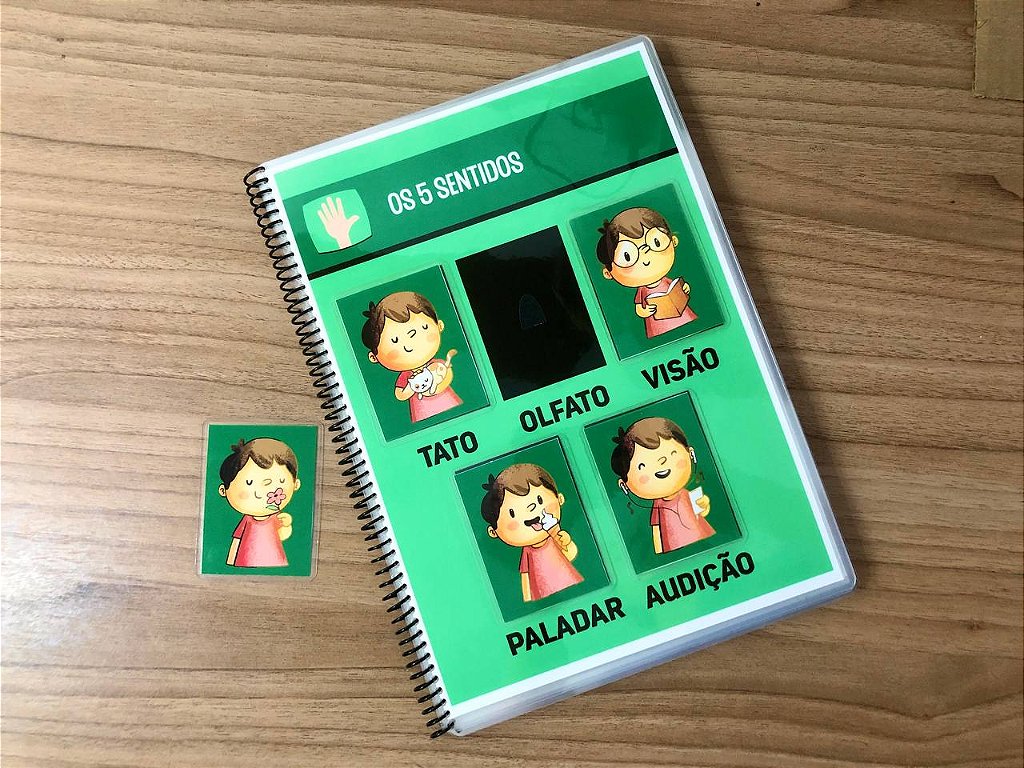 OS 5 SENTIDOS
TATO
OLFATO
VISÃO
PALADAR
AUDIÇÃO